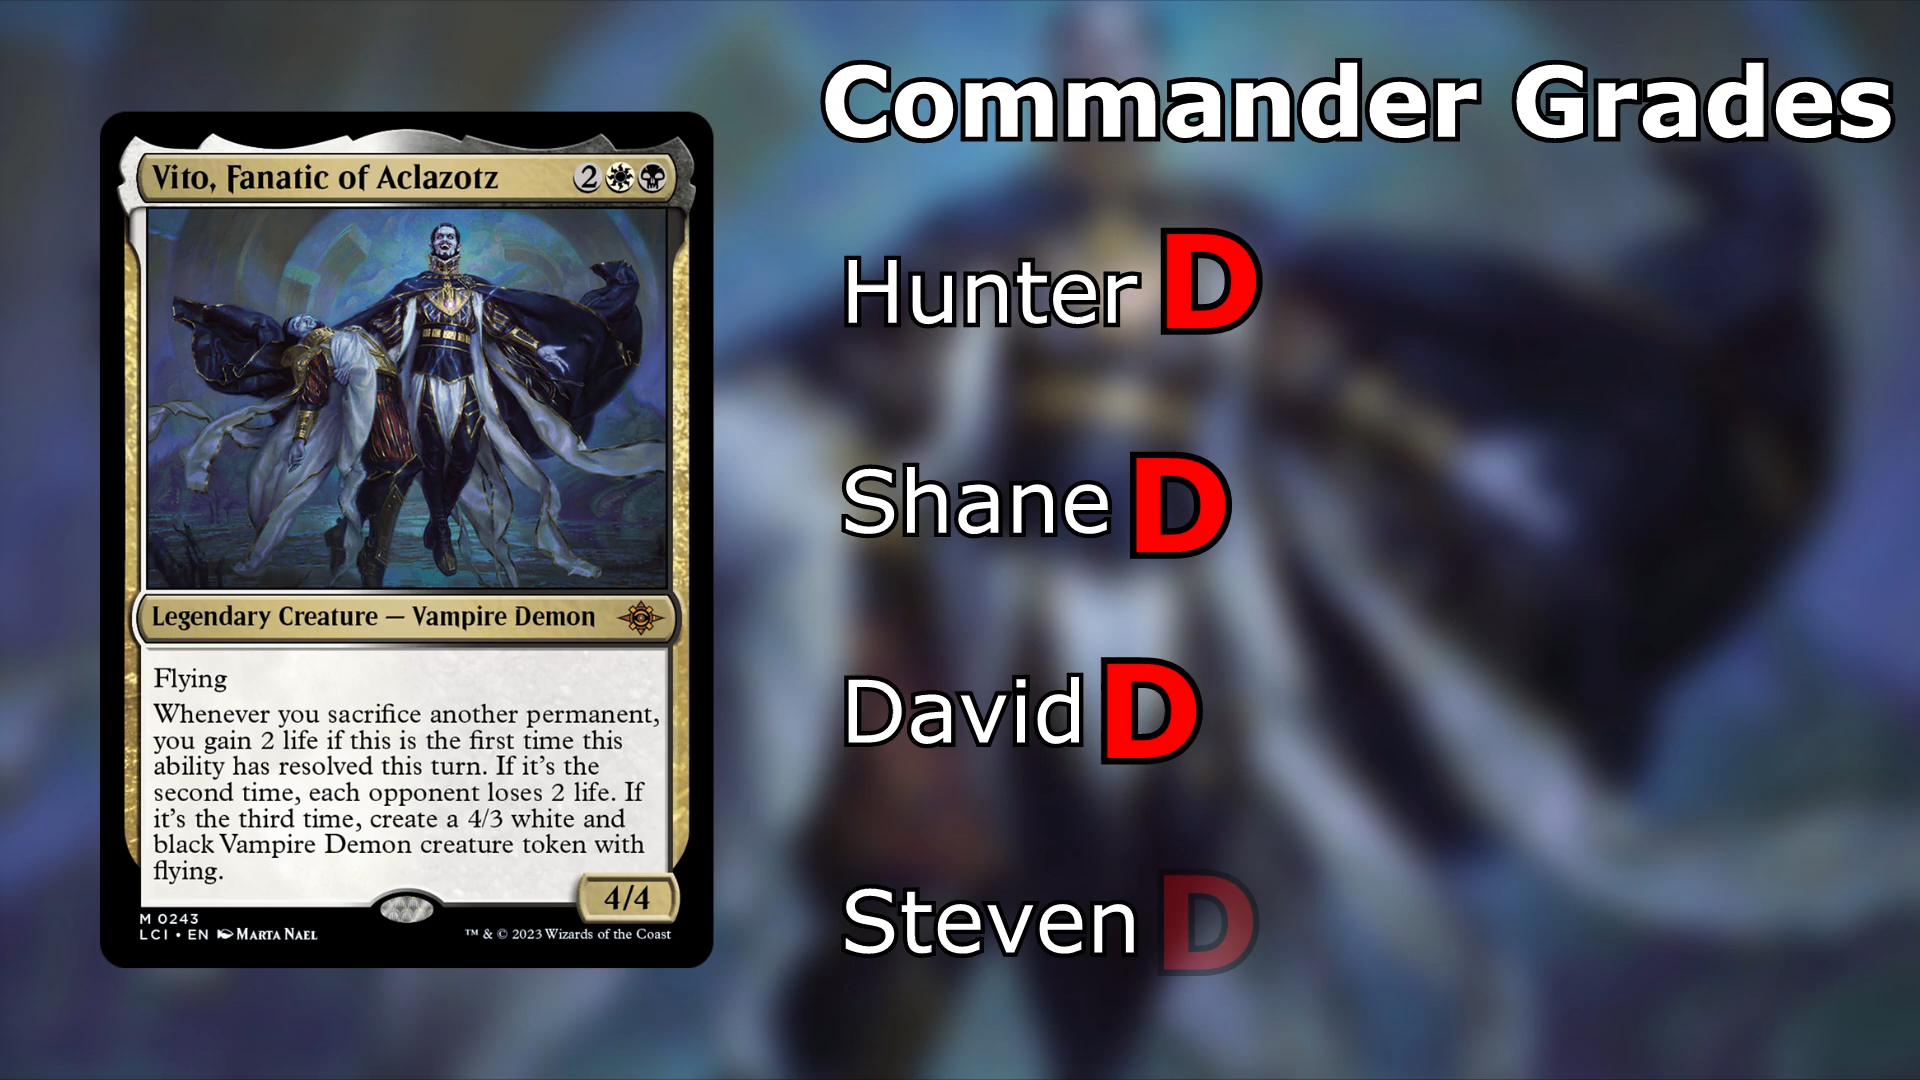 Commander Grades
Vito, Fanatic of Aclazotz 2
Legendary Creature — Vampire Demon
Flying
Whenever you sacrifice another permanent,
you gain 2 life if this is the first time this
ability has resolved this turn. If it's the
second time, each opponent loses 2 life. If
it's the third time, create a 4/3 white and
black Vampire Demon creature token with
flying.
4/4
M 0243
LCI • EN MARTA NAEL
™ & © 2023 Wizards of the Coast
Hunter D
Shane D
David D
Steven D